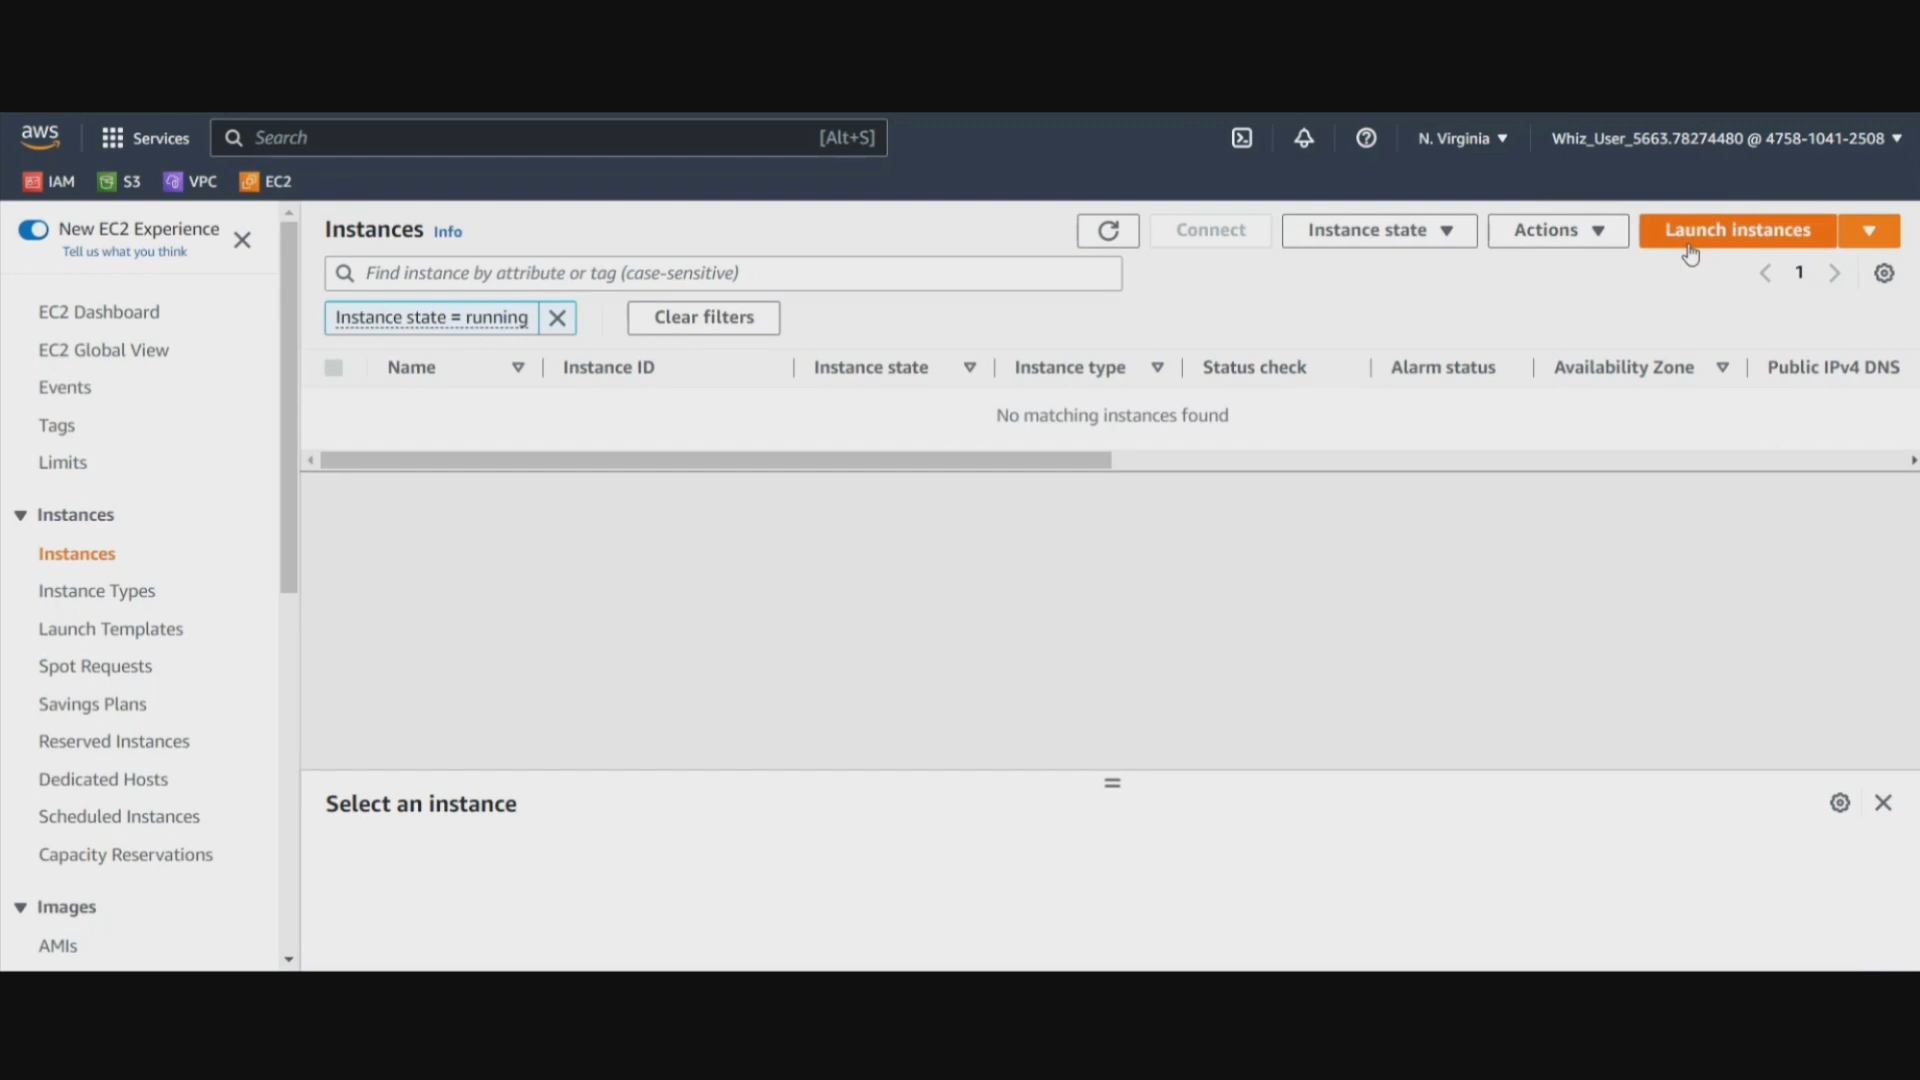 aws
Services
Search
[Alt+S]
N. Virginia
Whiz_User_5663.78274480 @ 4758-1041-2508
IAM
S3
VPC
EC2
New EC2 Experience
Tell us what you think
EC2 Dashboard
EC2 Global View
Events
Tags
Limits
Instances
Instances
Instance Types
Launch Templates
Spot Requests
Savings Plans
Reserved Instances
Dedicated Hosts
Scheduled Instances
Capacity Reservations
Images
AMIs
Instances Info
Connect
Instance state
Actions
Launch instances
Find instance by attribute or tag (case-sensitive)
1
Instance state = running
Clear filters
Name
Instance ID
Instance state
Instance type
Status check
Alarm status
Availability Zone
Public IPv4 DNS
No matching instances found
Select an instance